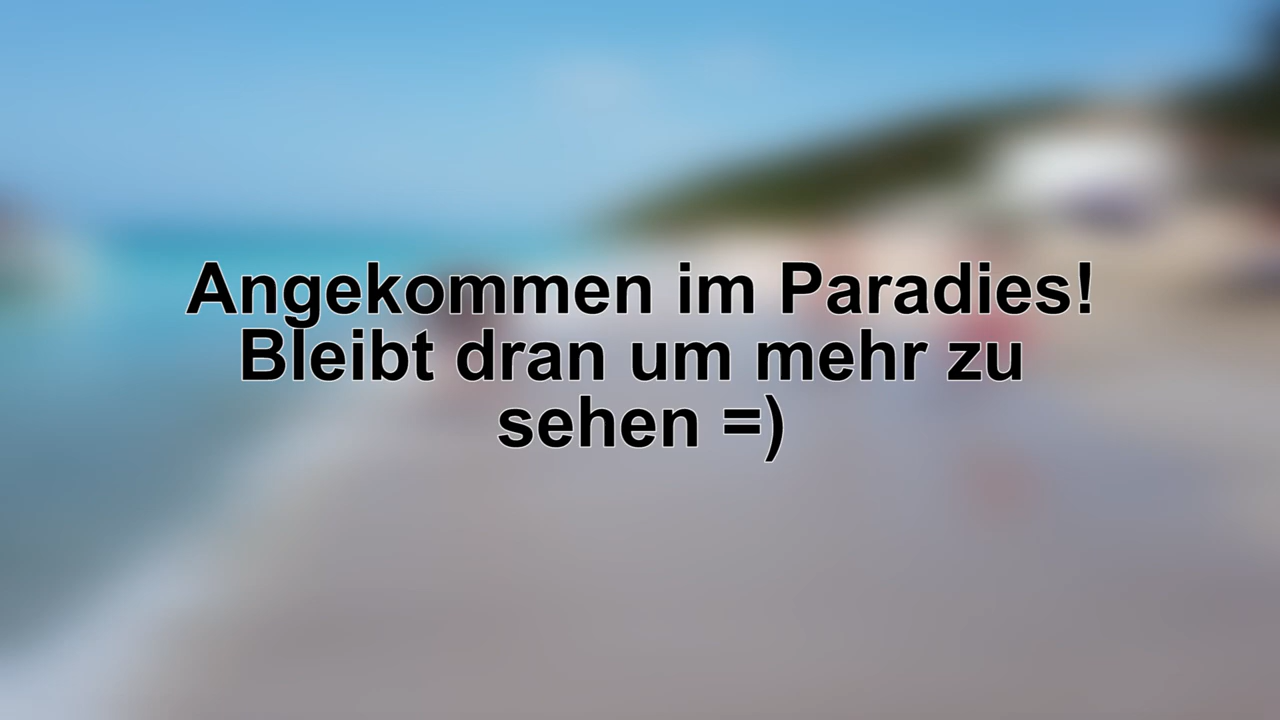 Angekommen im Paradies!
Bleibt dran um mehr zu
sehen =)